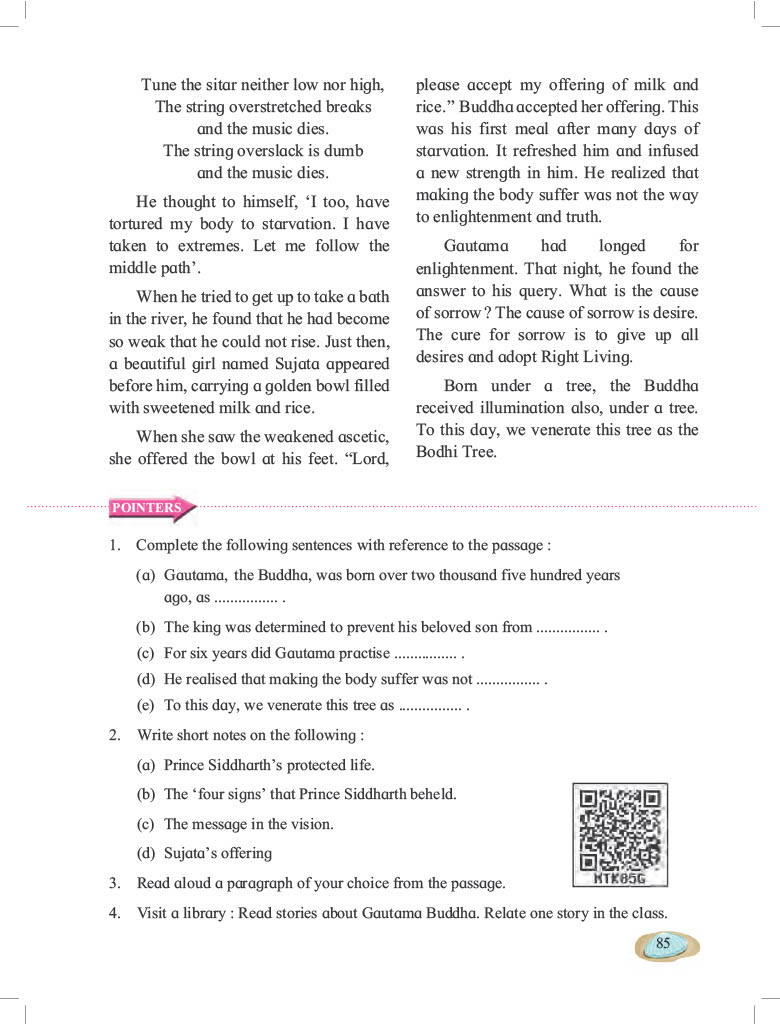 Tune the sitar neither low nor high,
The string overstretched breaks
and the music dies.
The string overslack is dumb
and the music dies.
He thought to himself, ‘I too, have
tortured my body to starvation. I have
taken to extremes. Let me follow the
middle path’.
When he tried to get up to take a bath
in the river, he found that he had become
so weak that he could not rise. Just then,
a beautiful girl named Sujata appeared
before him, carrying a golden bowl filled
with sweetened milk and rice.
When she saw the weakened ascetic,
she offered the bowl at his feet. “Lord,
please accept my offering of milk and
rice.” Buddha accepted her offering. This
was his first meal after many days of
starvation. It refreshed him and infused
a new strength in him. He realized that
making the body suffer was not the way
to enlightenment and truth.
Gautama had longed for
enlightenment. That night, he found the
answer to his query. What is the cause
of sorrow? The cause of sorrow is desire.
The cure for sorrow is to give up all
desires and adopt Right Living.
Born under a tree, the Buddha
received illumination also, under a tree.
To this day, we venerate this tree as the
Bodhi Tree.
POINTERS
1. Complete the following sentences with reference to the passage :
(a) Gautama, the Buddha, was born over two thousand five hundred years
ago, as ................ .
(b) The king was determined to prevent his beloved son from ................ .
(c) For six years did Gautama practise ................ .
(d) He realised that making the body suffer was not ................ .
(e) To this day, we venerate this tree as ................ .
2. Write short notes on the following :
(a) Prince Siddharth’s protected life.
(b) The ‘four signs’ that Prince Siddharth beheld.
(c) The message in the vision.
(d) Sujata’s offering
3. Read aloud a paragraph of your choice from the passage.
4. Visit a library : Read stories about Gautama Buddha. Relate one story in the class.
NTK85G
85